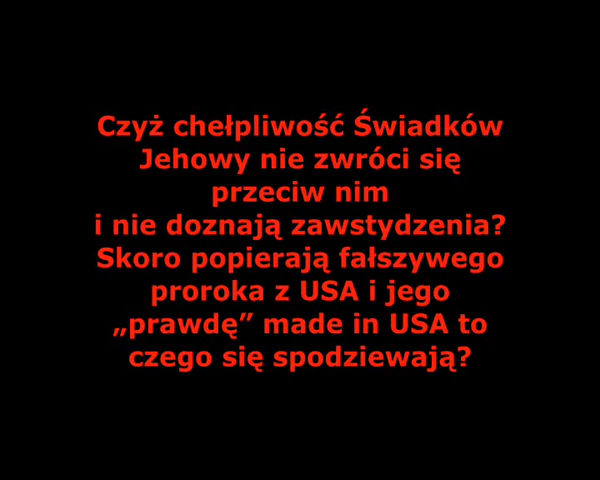 Czyż chełpliwość Świadków
Jehowy nie zwróci się
przeciw nim
i nie doznają zawstydzenia?
Skoro popierają fałszywego
proroka z USA i jego
„prawdę” made in USA to
czego się spodziewają?